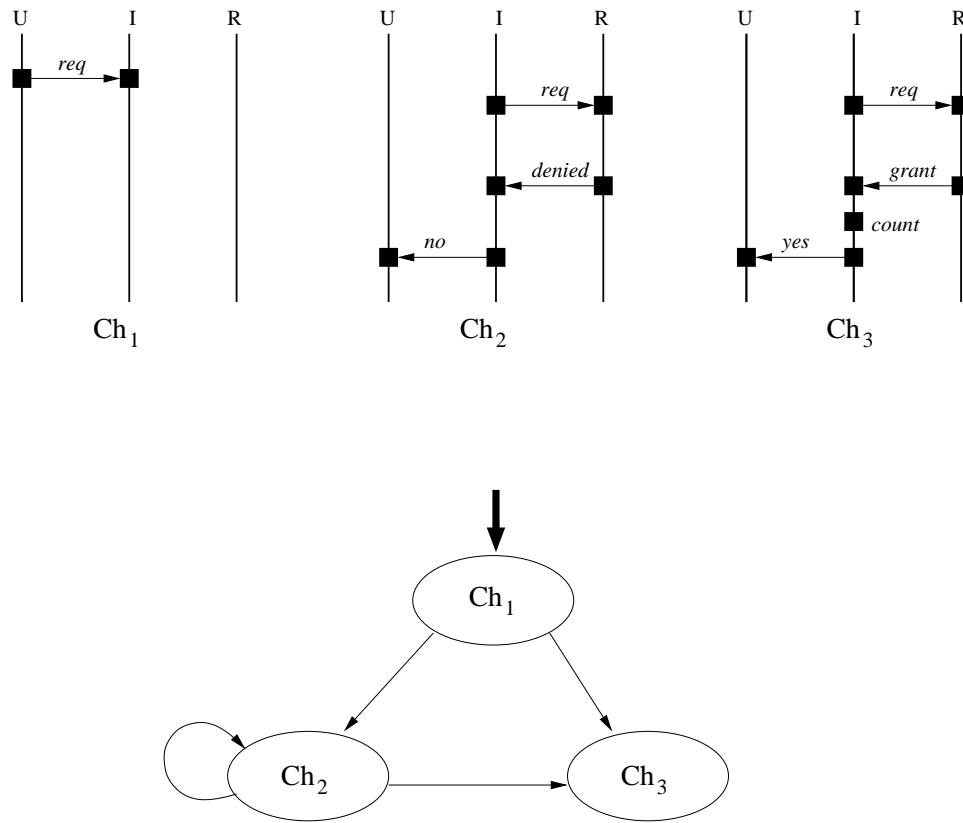 U I R
req
Ch1
U I R
req
denied
no
Ch2
U I R
req
grant
count
yes
Ch3
Ch1
Ch2
Ch3